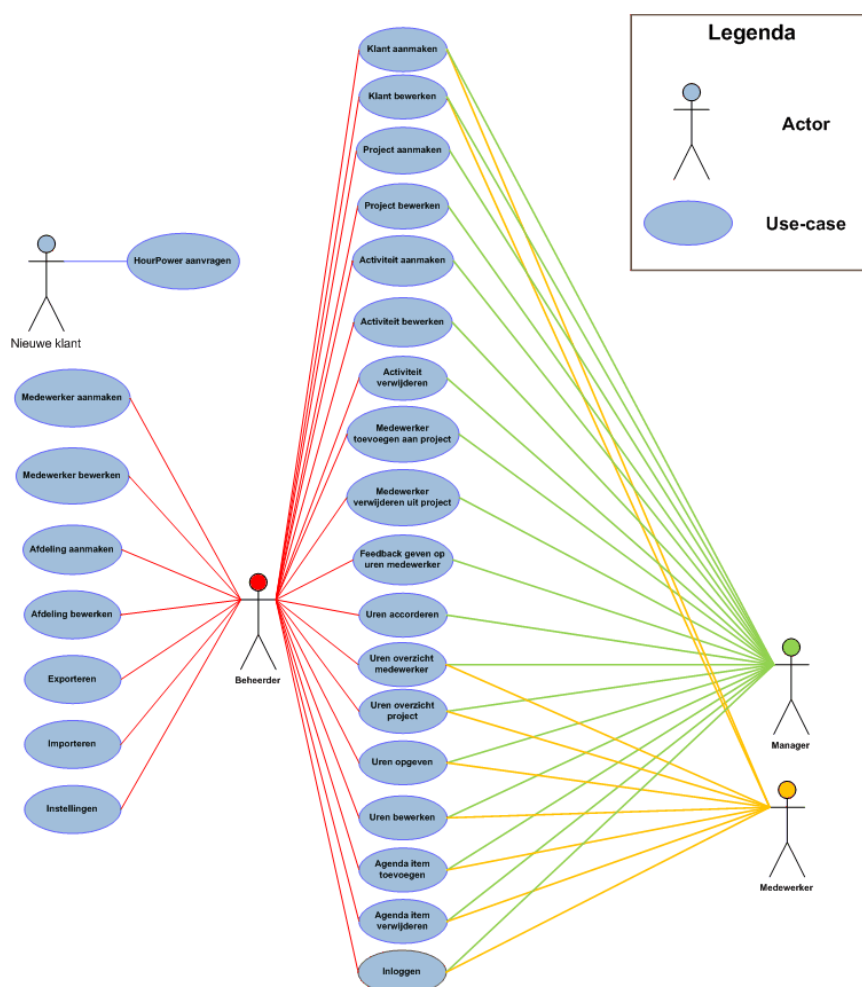 Klant aanmaken
Klant bewerken
Project aanmaken
Project bewerken
Activiteit aanmaken
Activiteit bewerken
Activiteit
verwijderen
Medewerker
toevoegen aan project
Medewerker
verwijderen uit project
Feedback geven op
uren medewerker
Uren accorderen
Uren overzicht
medewerker
Uren overzicht
project
Uren opgeven
Uren bewerken
Agenda item
toevoegen
Agenda item
verwijderen
Inloggen
Legenda
Actor
Use-case
HourPower aanvragen
Nieuwe klant
Medewerker aanmaken
Medewerker bewerken
Afdeling aanmaken
Afdeling bewerken
Exporteren
Importeren
Instellingen
Beheerder
Manager
Medewerker